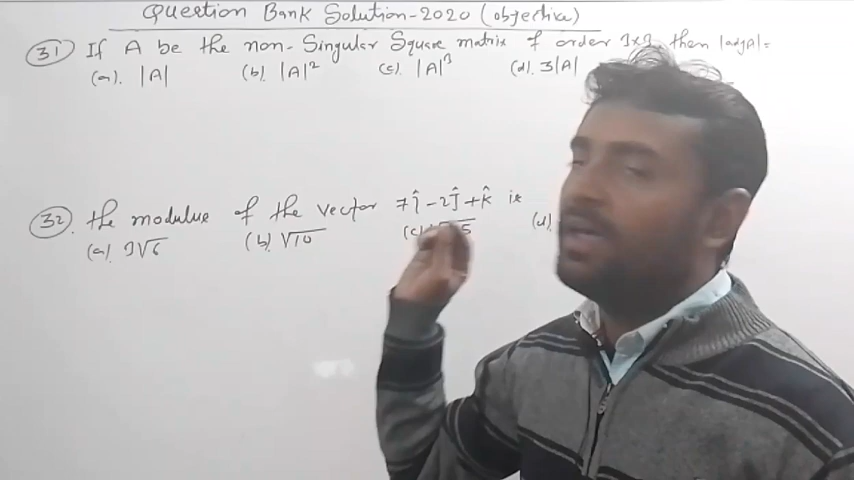 Question Bank Solution-2020 (objective)
31) If A be the non-Singular Square matrix of order 3x3 then |adjA|=
(a). |A| (b). |A|² (c). |A|³ (d). 3|A|
32). the modulus of the vector 7î-2ĵ+k̂ is
(a). 3√6 (b). √10 (c). (d).